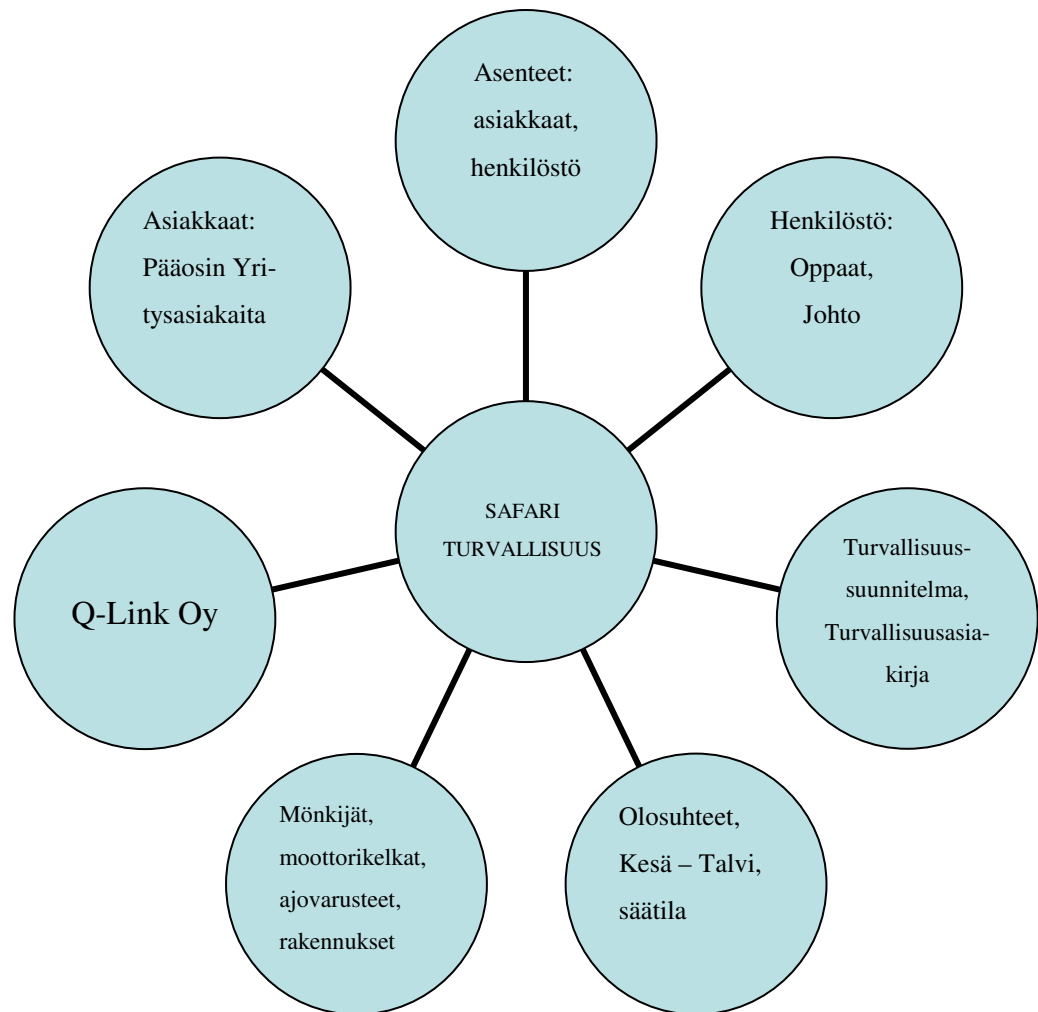 Asenteet:
asiakkaat,
henkilöstö
Asiakkaat:
Pääosin Yri-
tysasiakaita
Henkilöstö:
Oppaat,
Johto
SAFARI
TURVALLISUUS
Q-Link Oy
Turvallisuus-
suunnitelma,
Turvallisuusasia-
kirja
Mönkijät,
moottorikelkat,
ajovarusteet,
rakennukset
Olosuhteet,
Kesä – Talvi,
säätila